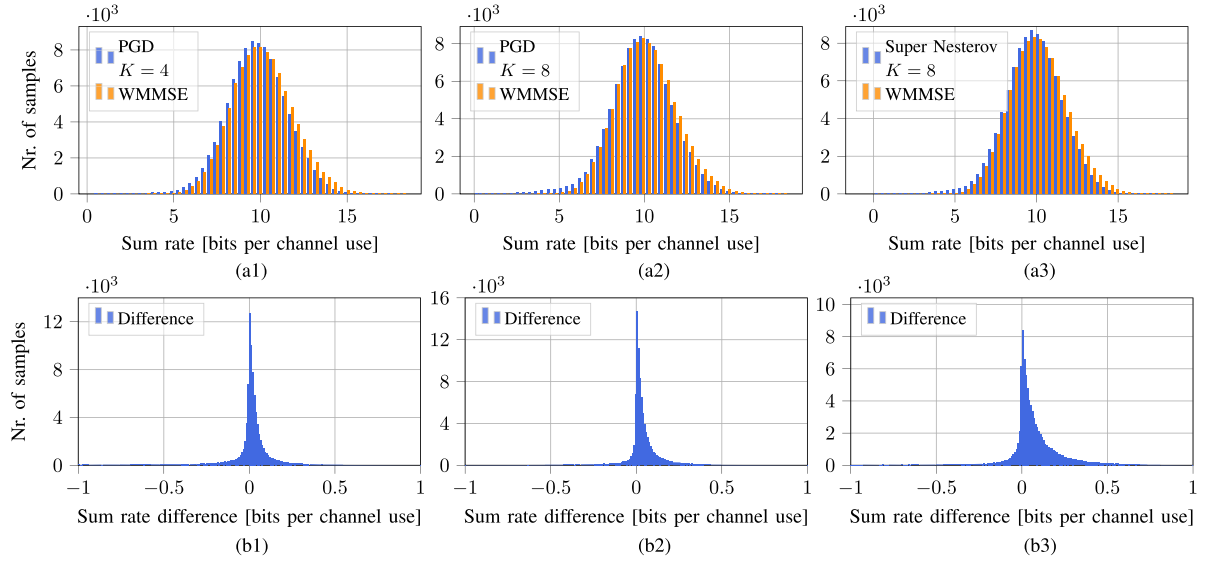 ·10³ ·10³ ·10³
Nr. of samples
8
6
4
2
0
PGD
K = 4
WMMSE
0 5 10 15
Sum rate [bits per channel use]
(a1)
8
6
4
2
0
PGD
K = 8
WMMSE
0 5 10 15
Sum rate [bits per channel use]
(a2)
8
6
4
2
0
Super Nesterov
K = 8
WMMSE
0 5 10 15
Sum rate [bits per channel use]
(a3)
·10³ ·10³ ·10³
Nr. of samples
12
8
4
0
Difference
−1 −0.5 0 0.5 1
Sum rate difference [bits per channel use]
(b1)
16
12
8
4
0
Difference
−1 −0.5 0 0.5 1
Sum rate difference [bits per channel use]
(b2)
10
8
6
4
2
0
Difference
−1 −0.5 0 0.5 1
Sum rate difference [bits per channel use]
(b3)